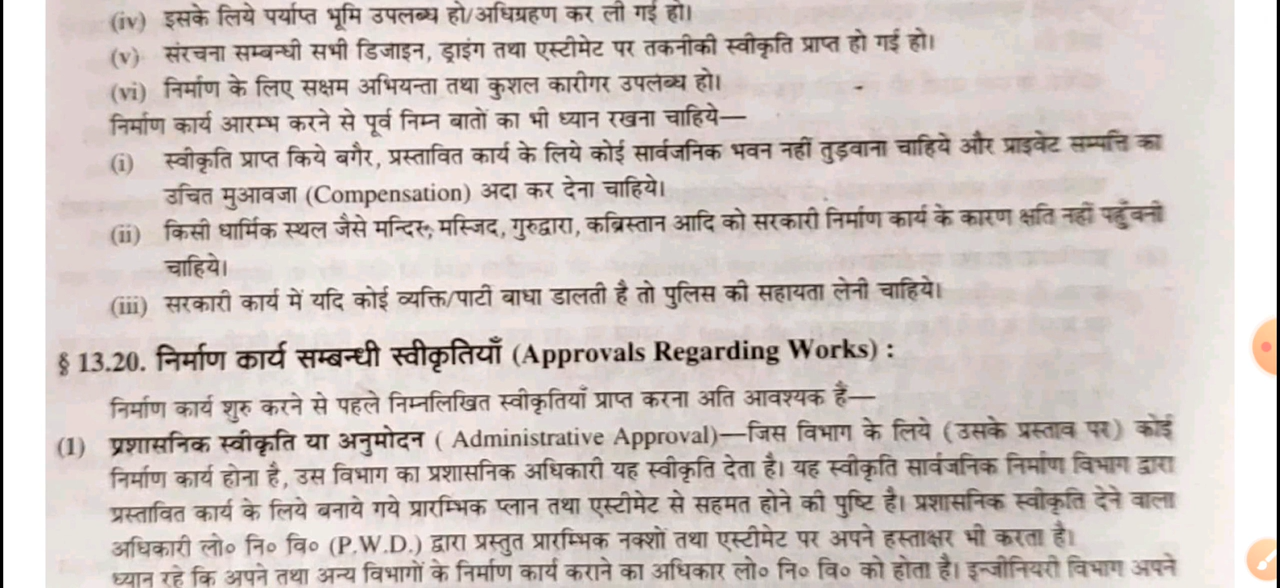 (iv) इसके लिये पर्याप्त भूमि उपलब्ध हो/अधिग्रहण कर ली गई हो।
(v) संरचना सम्बन्धी सभी डिजाइन, ड्राइंग तथा एस्टीमेट पर तकनीकी स्वीकृति प्राप्त हो गई हो।
(vi) निर्माण के लिए सक्षम अभियन्ता तथा कुशल कारीगर उपलब्ध हो।
निर्माण कार्य आरम्भ करने से पूर्व निम्न बातों का भी ध्यान रखना चाहिये—
(i) स्वीकृति प्राप्त किये बगैर, प्रस्तावित कार्य के लिये कोई सार्वजनिक भवन नहीं तुड़वाना चाहिये और प्राइवेट सम्पत्ति का
उचित मुआवजा (Compensation) अदा कर देना चाहिये।
(ii) किसी धार्मिक स्थल जैसे मन्दिर, मस्जिद, गुरुद्वारा, कब्रिस्तान आदि को सरकारी निर्माण कार्य के कारण क्षति नहीं पहुँचनी
चाहिये।
(iii) सरकारी कार्य में यदि कोई व्यक्ति/पार्टी बाधा डालती है तो पुलिस की सहायता लेनी चाहिये।
§ 13.20. निर्माण कार्य सम्बन्धी स्वीकृतियाँ (Approvals Regarding Works) :
निर्माण कार्य शुरु करने से पहले निम्नलिखित स्वीकृतियाँ प्राप्त करना अति आवश्यक हैं—
(1) प्रशासनिक स्वीकृति या अनुमोदन ( Administrative Approval)—जिस विभाग के लिये (उसके प्रस्ताव पर) कोई
निर्माण कार्य होना है, उस विभाग का प्रशासनिक अधिकारी यह स्वीकृति देता है। यह स्वीकृति सार्वजनिक निर्माण विभाग द्वारा
प्रस्तावित कार्य के लिये बनाये गये प्रारम्भिक प्लान तथा एस्टीमेट से सहमत होने की पुष्टि है। प्रशासनिक स्वीकृति देने वाला
अधिकारी लो० नि० वि० (P.W.D.) द्वारा प्रस्तुत प्रारम्भिक नक्शों तथा एस्टीमेट पर अपने हस्ताक्षर भी करता है।
ध्यान रहे कि अपने तथा अन्य विभागों के निर्माण कार्य कराने का अधिकार लो० नि० वि० को होता है। इन्जीनियरी विभाग अपने